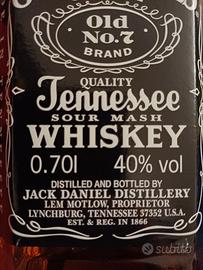 Old
No.7
BRAND
QUALITY
Tennessee
SOUR MASH
WHISKEY
0.70l 40% vol
DISTILLED AND BOTTLED BY
JACK DANIEL DISTILLERY
LEM MOTLOW, PROPRIETOR
LYNCHBURG, TENNESSEE 37352 U.S.A.
EST. & REG. IN 1866
subito